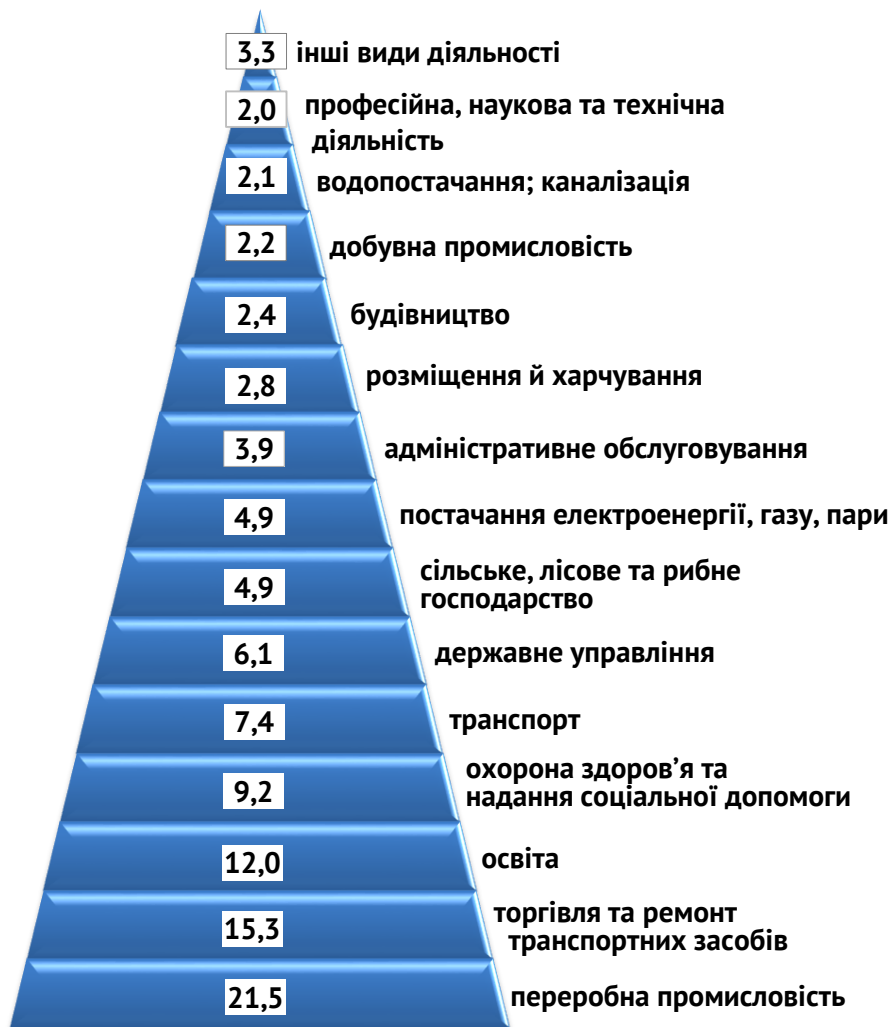 3,3 інші види діяльності
2,0 професійна, наукова та технічна
діяльність
2,1 водопостачання; каналізація
2,2 добувна промисловість
2,4 будівництво
2,8 розміщення й харчування
3,9 адміністративне обслуговування
4,9 постачання електроенергії, газу, пари
4,9 сільське, лісове та рибне
господарство
6,1 державне управління
7,4 транспорт
9,2 охорона здоров’я та
надання соціальної допомоги
12,0 освіта
15,3 торгівля та ремонт
транспортних засобів
21,5 переробна промисловість